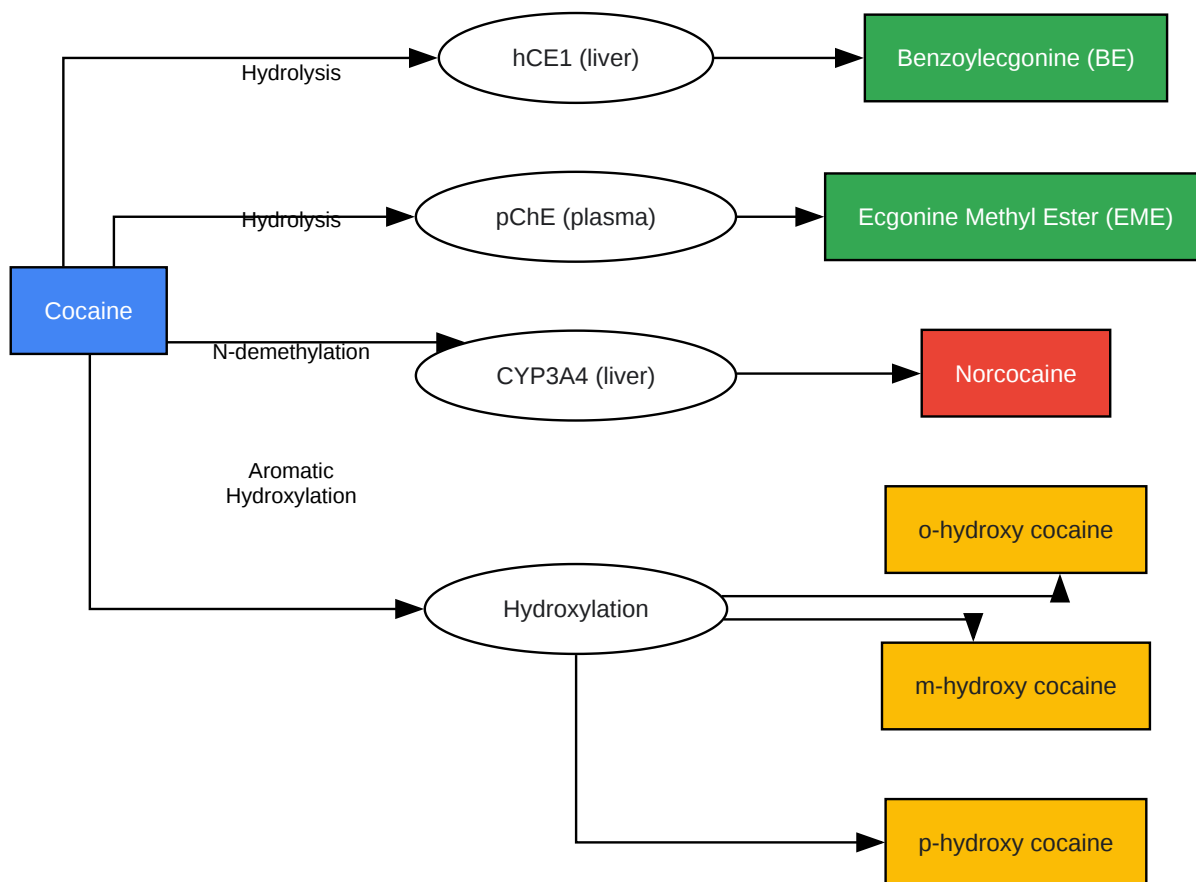 hCE1 (liver)
Benzoylecgonine (BE)
Hydrolysis
pChE (plasma)
Ecgonine Methyl Ester (EME)
Hydrolysis
Cocaine
N-demethylation
CYP3A4 (liver)
Norcocaine
Aromatic
Hydroxylation
o-hydroxy cocaine
Hydroxylation
m-hydroxy cocaine
p-hydroxy cocaine